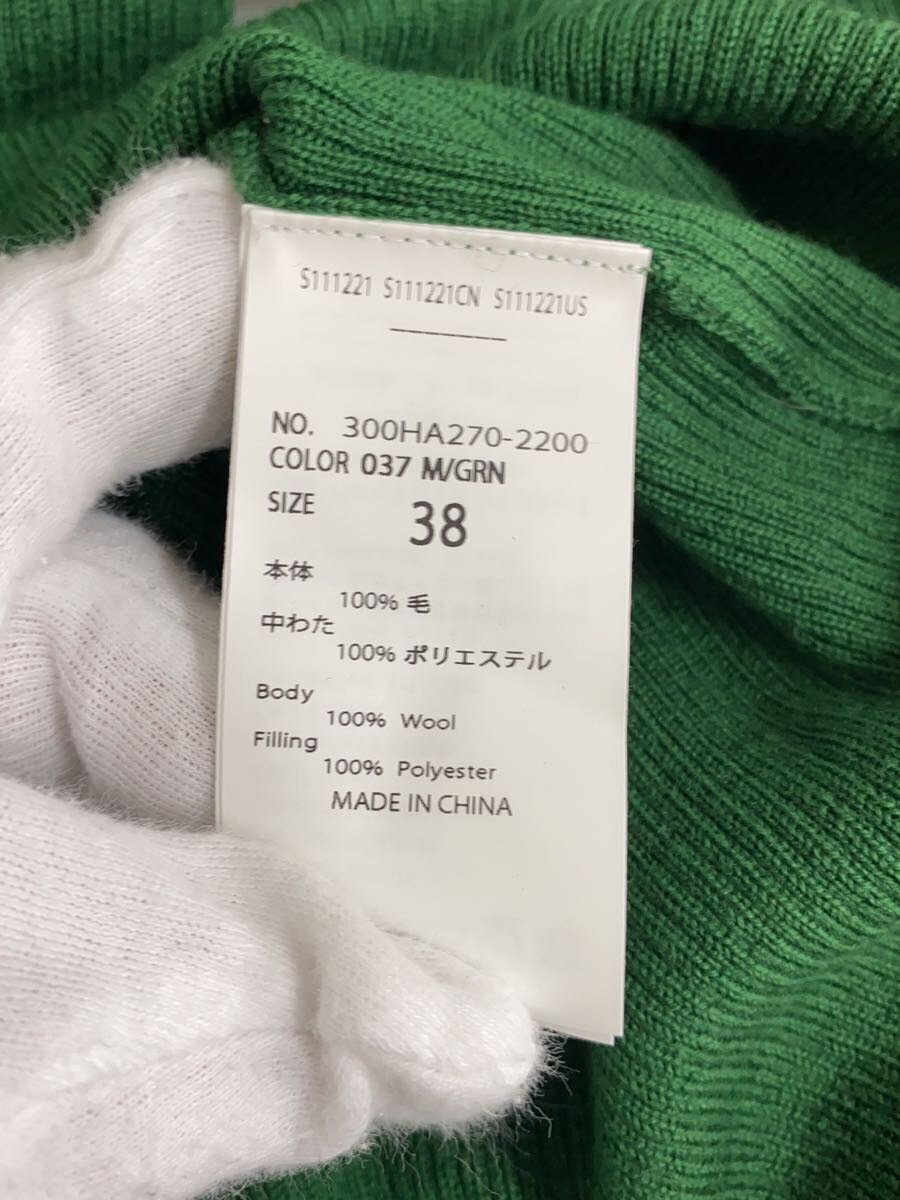 S111221 S111221CN S111221US
NO. 300HA270-2200
COLOR 037 M/GRN
SIZE 38
本体
100% 毛
中わた
100% ポリエステル
Body
100% Wool
Filling
100% Polyester
MADE IN CHINA